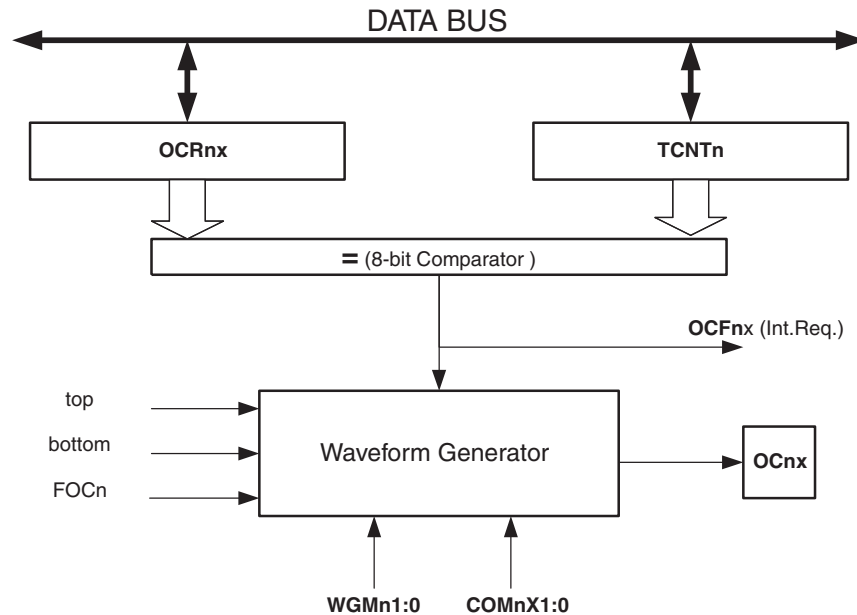 DATA BUS
OCRnx
TCNTn
= (8-bit Comparator )
OCFnx (Int.Req.)
top
bottom
FOCn
Waveform Generator
OCnx
WGMn1:0
COMnX1:0